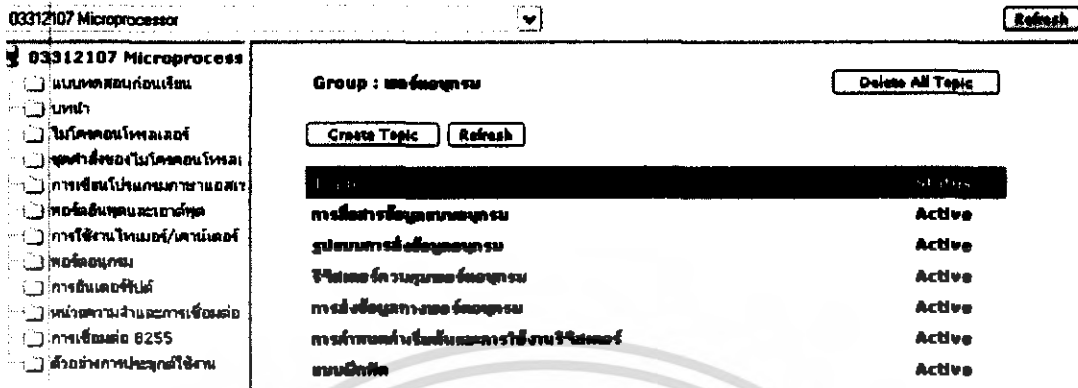 03312107 Microprocessor
Refresh
03312107 Microprocess
แบบทดสอบก่อนเรียน
บทนำ
ไมโครคอนโทรลเลอร์
ชุดคำสั่งของไมโครคอนโทรลเ
การเขียนโปรแกรมภาษาแอสเซ
พอร์ตอินพุตและเอาต์พุต
การใช้งานไทเมอร์/เคาน์เตอร์
พอร์ตอนุกรม
การอินเตอร์รัปต์
หน่วยความจำและการเชื่อมต่อ
การเชื่อมต่อ 8255
ตัวอย่างการประยุกต์ใช้งาน
Group : พอร์ตอนุกรม
Delete All Topic
Create Topic Refresh
Topic Status
การสื่อสารข้อมูลแบบอนุกรม Active
รูปแบบการส่งข้อมูลอนุกรม Active
รีจิสเตอร์ควบคุมพอร์ตอนุกรม Active
การส่งข้อมูลทางพอร์ตอนุกรม Active
การกำหนดค่าเริ่มต้นและการใช้งานรีจิสเตอร์ Active
แบบฝึกหัด Active